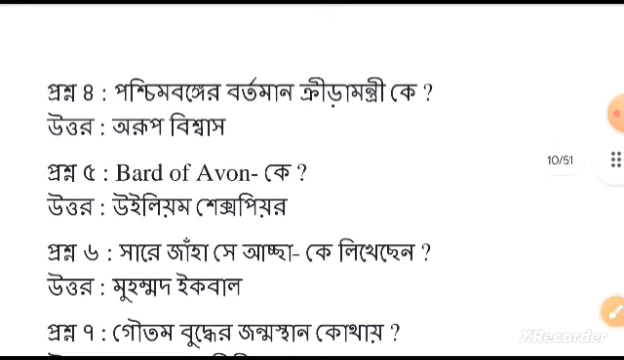 প্রশ্ন ৪ : পশ্চিমবঙ্গের বর্তমান ক্রীড়ামন্ত্রী কে ?
উত্তর : অরূপ বিশ্বাস
প্রশ্ন ৫ : Bard of Avon- কে ?
10/51
উত্তর : উইলিয়ম শেক্সপিয়র
প্রশ্ন ৬ : সারে জাঁহা সে আচ্ছা- কে লিখেছেন ?
উত্তর : মূহম্মদ ইকবাল
প্রশ্ন ৭ : গৌতম বুদ্ধের জন্মস্থান কোথায় ?
XRecorder